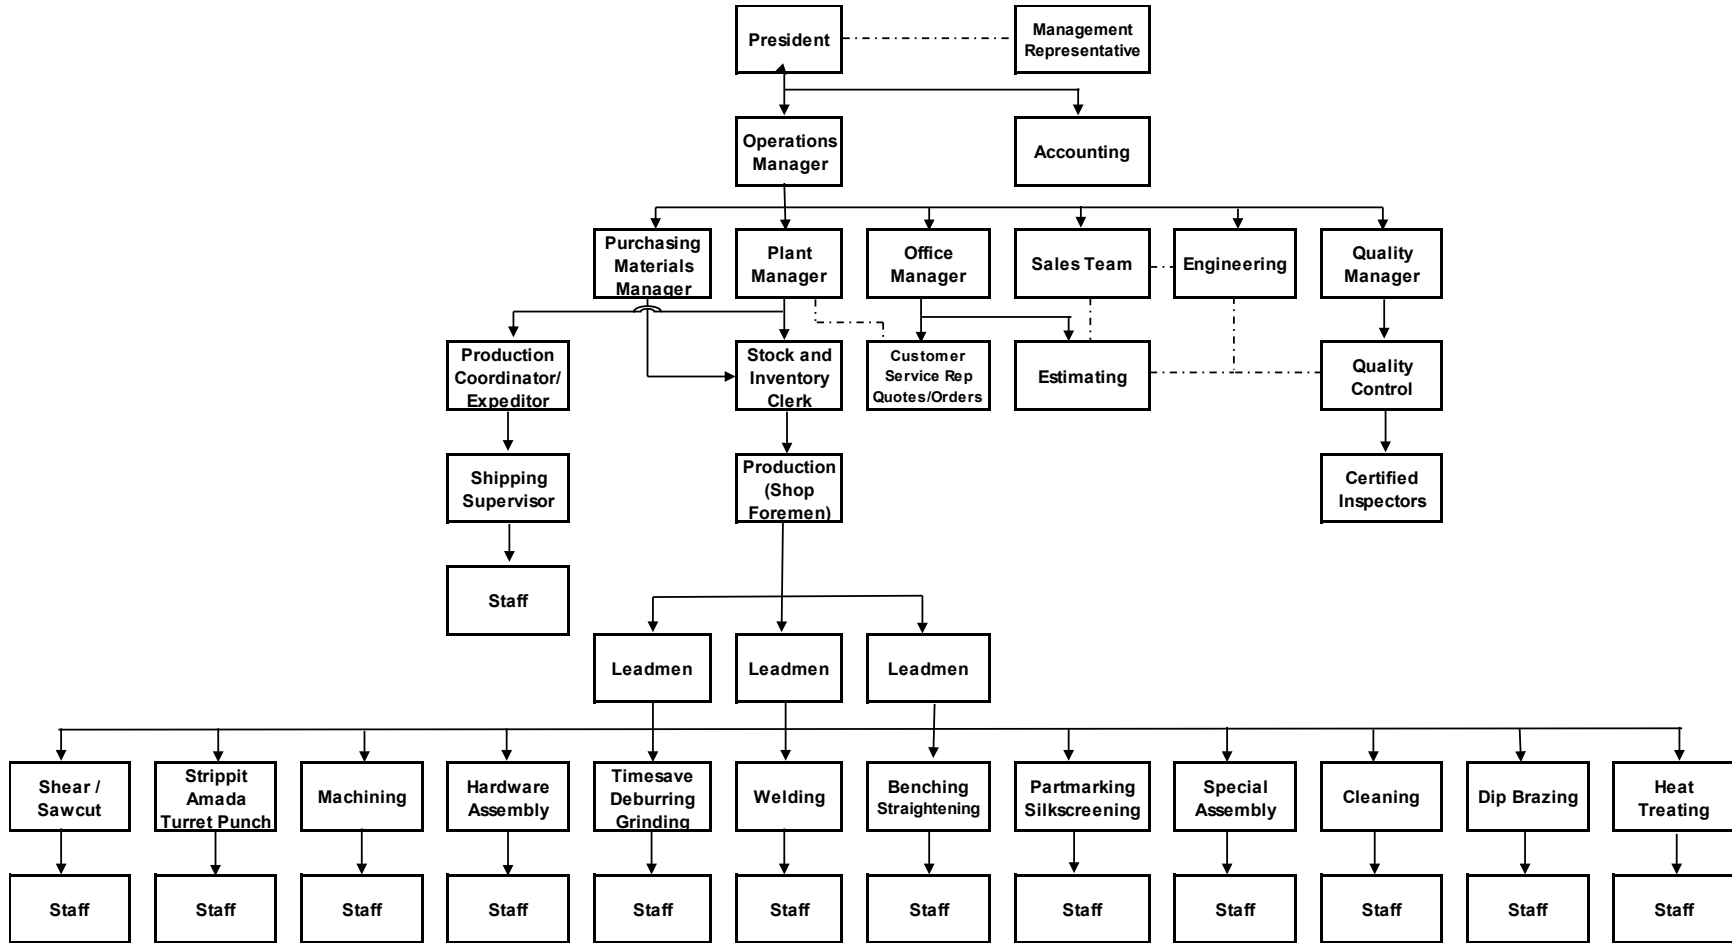 President
Management
Representative
Operations
Manager
Accounting
Purchasing
Materials
Manager
Plant
Manager
Office
Manager
Sales Team
Engineering
Quality
Manager
Production
Coordinator/
Expeditor
Stock and
Inventory
Clerk
Customer
Service Rep
Quotes/Orders
Estimating
Quality
Control
Shipping
Supervisor
Production
(Shop
Foremen)
Certified
Inspectors
Staff
Leadmen
Leadmen
Leadmen
Shear /
Sawcut
Strippit
Amada
Turret Punch
Machining
Hardware
Assembly
Timesave
Deburring
Grinding
Welding
Benching
Straightening
Partmarking
Silkscreening
Special
Assembly
Cleaning
Dip Brazing
Heat
Treating
Staff
Staff
Staff
Staff
Staff
Staff
Staff
Staff
Staff
Staff
Staff
Staff